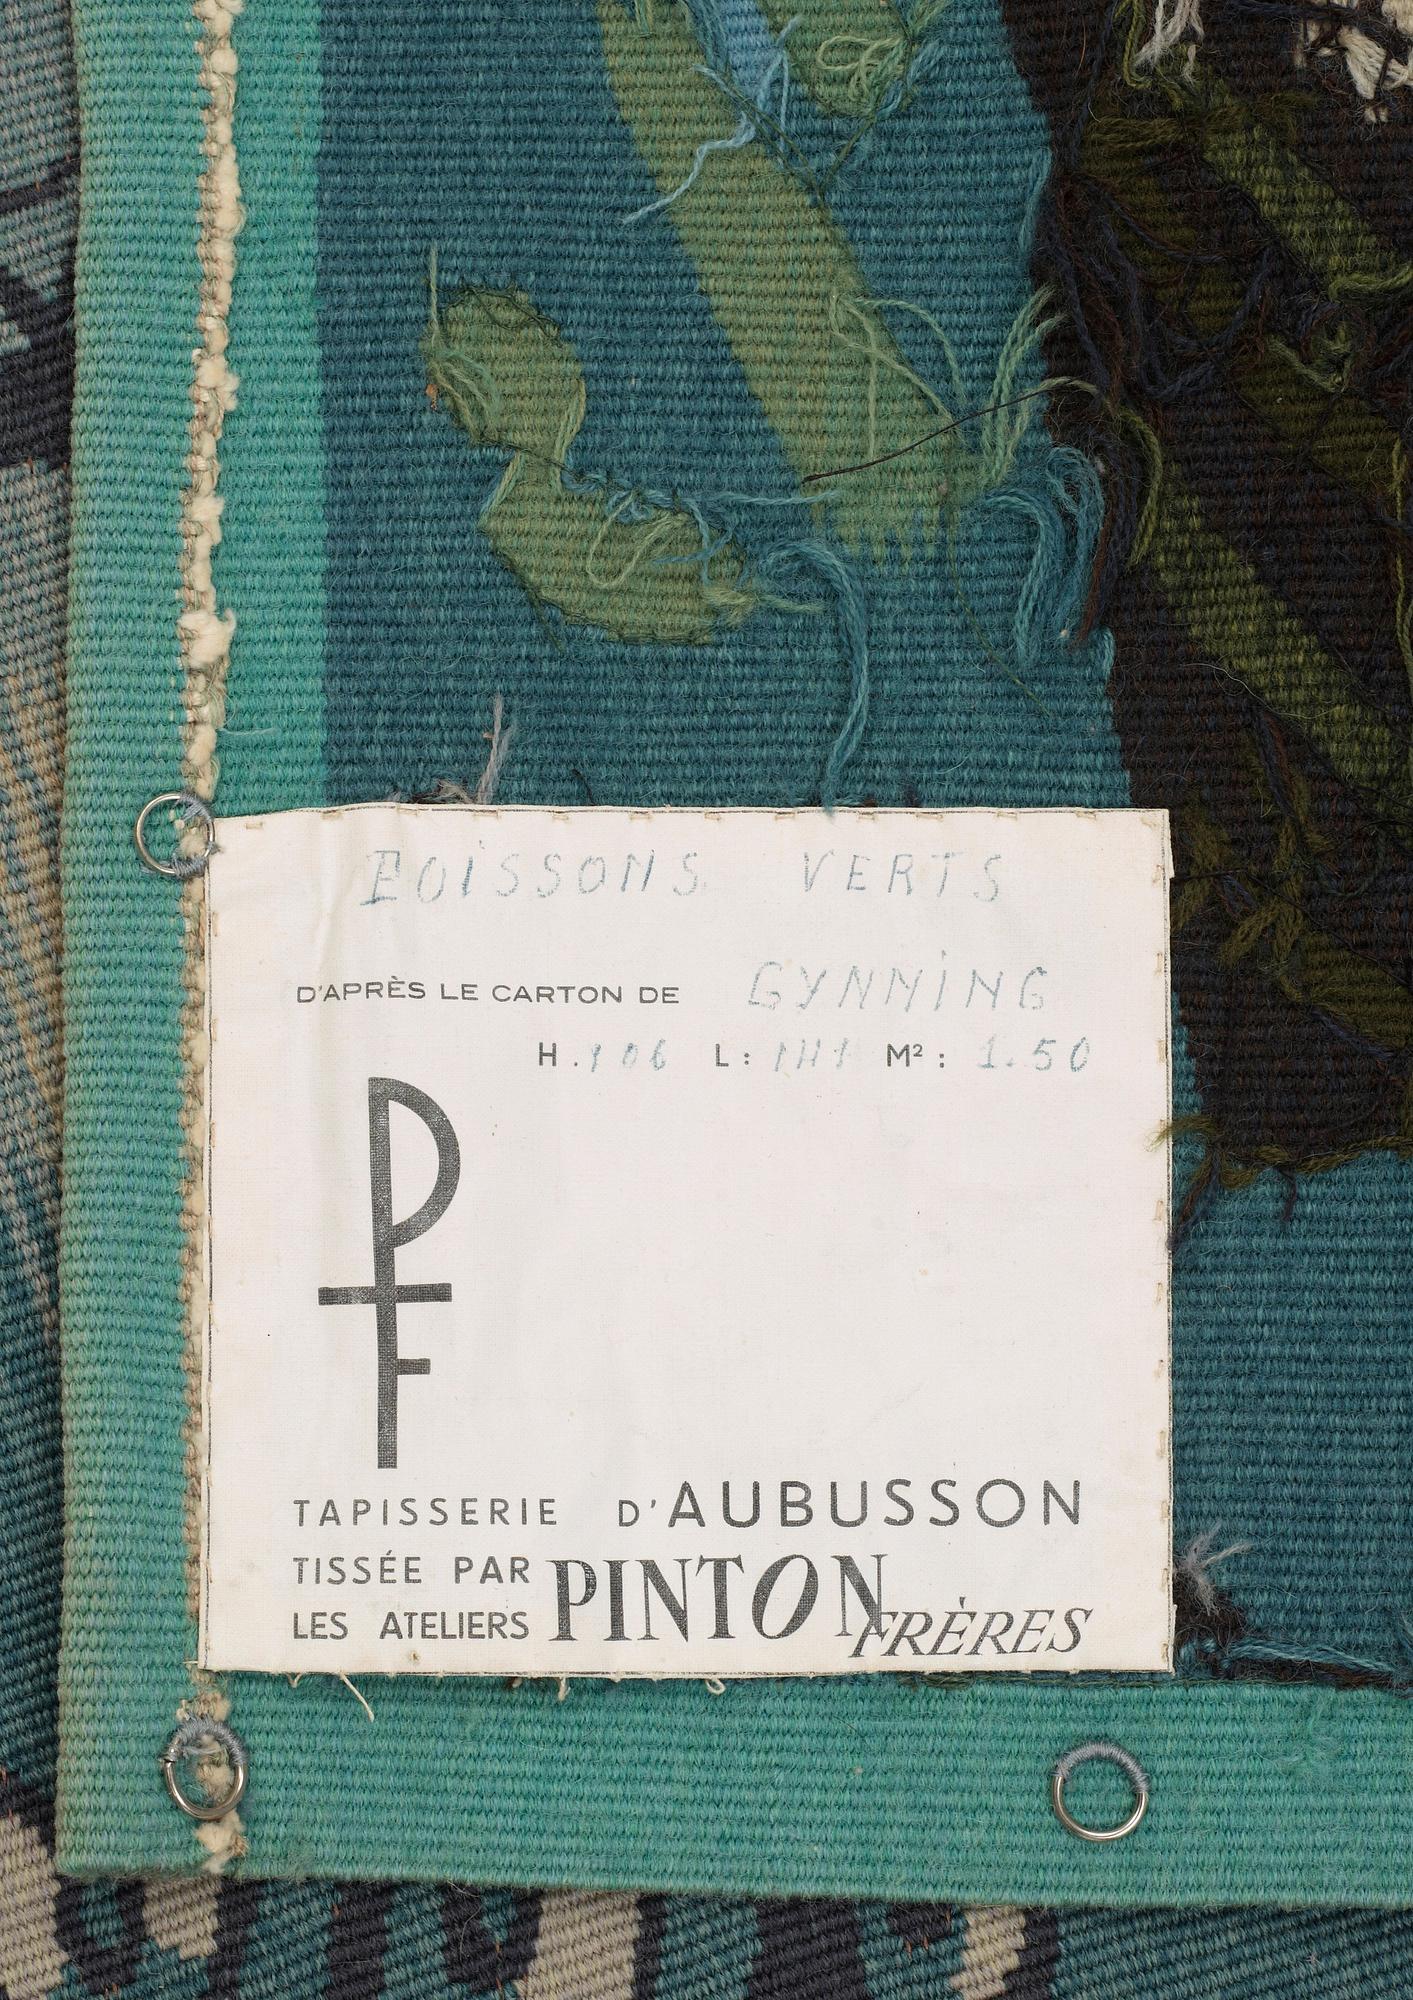 POISSONS VERTS
D'APRÈS LE CARTON DE GYNNING
H. 106 L: 141 M²: 1.50
PF
TAPISSERIE D'AUBUSSON
TISSÉE PAR
LES ATELIERS PINTON FRÈRES